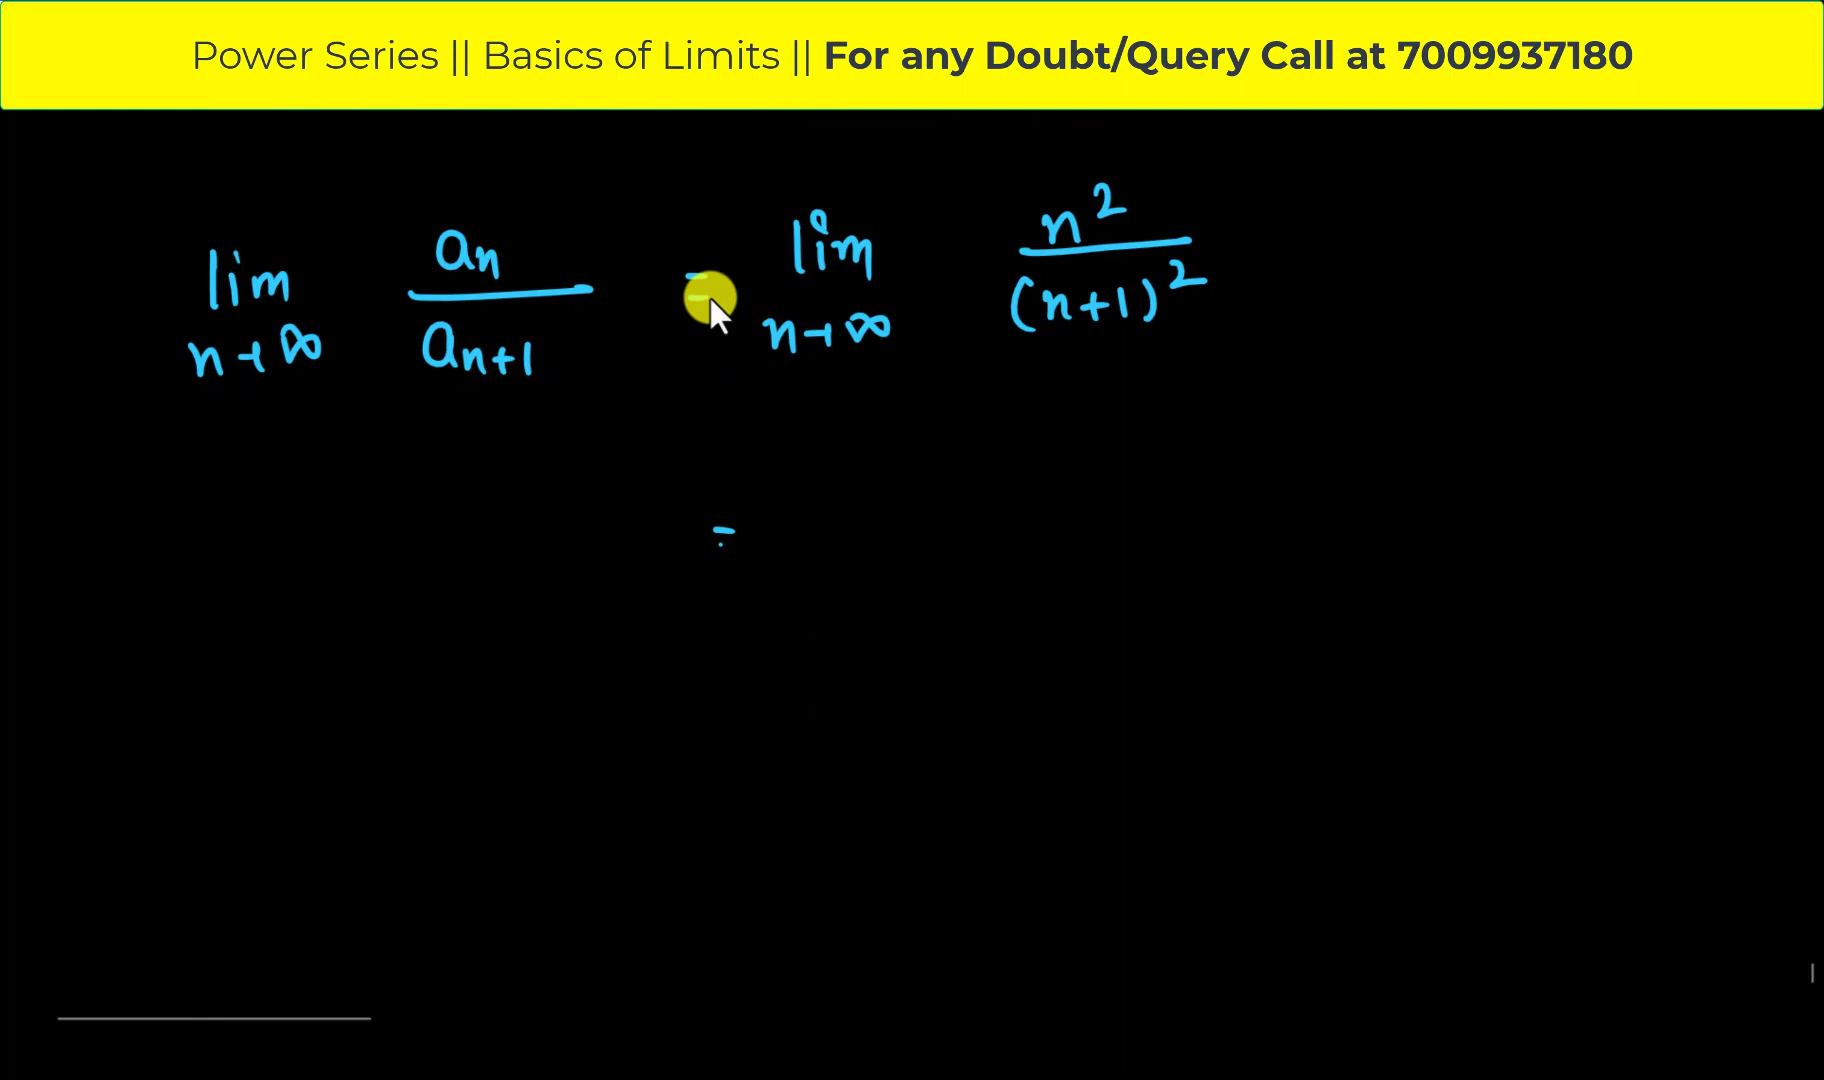 Power Series || Basics of Limits || For any Doubt/Query Call at 7009937180
lim n→∞ an / an+1 = lim n→∞ n² / (n+1)²
=